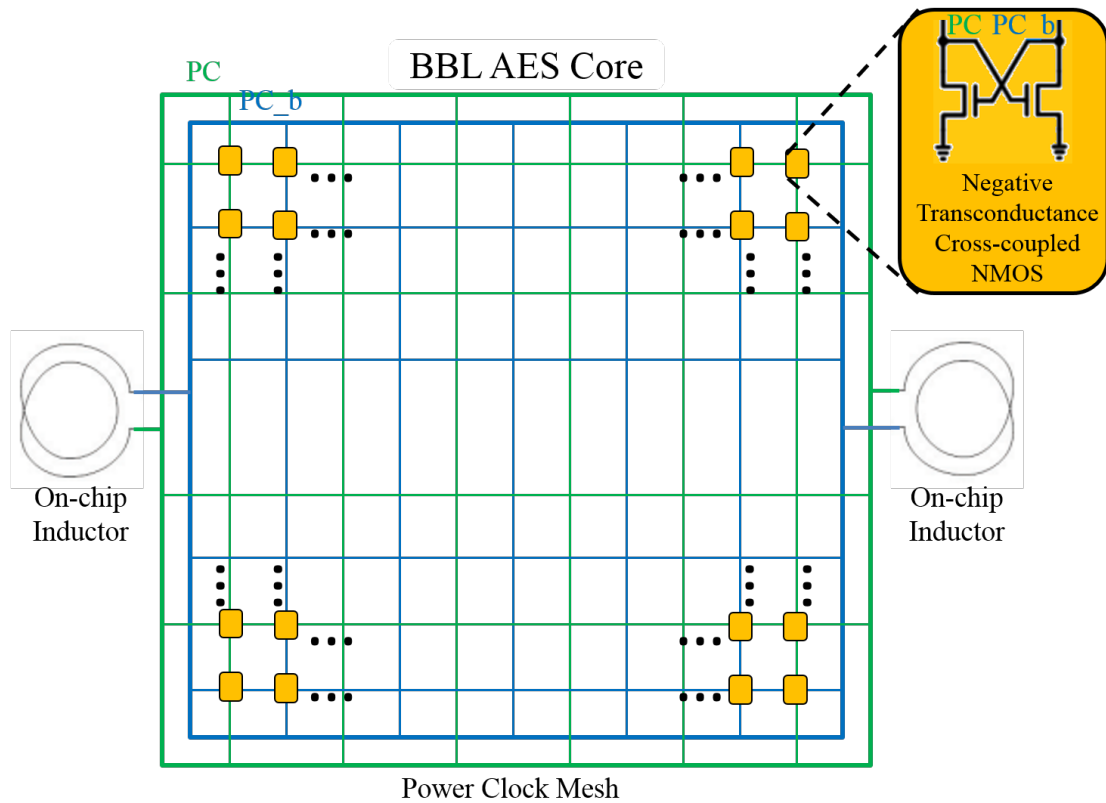 BBL AES Core
PC
PC_b
PC PC_b
Negative
Transconductance
Cross-coupled
NMOS
On-chip
Inductor
On-chip
Inductor
Power Clock Mesh